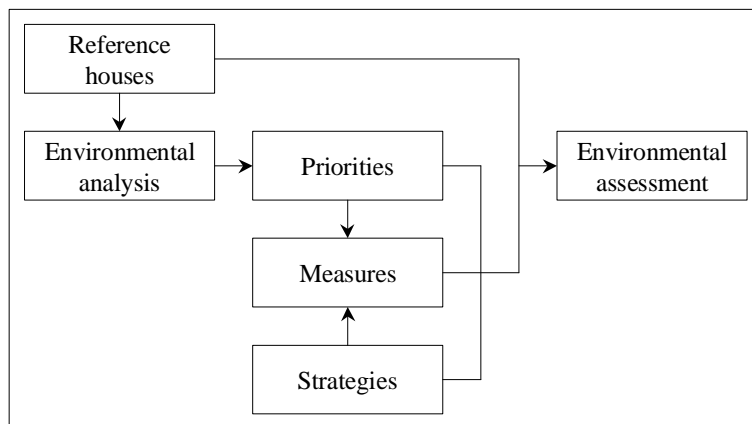 Reference
houses
Environmental
analysis
Priorities
Environmental
assessment
Measures
Strategies